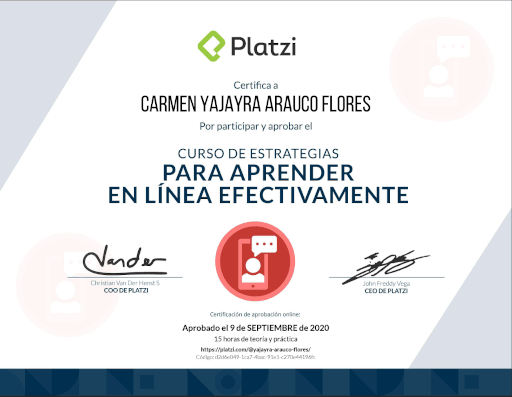 Platzi
Certifica a
CARMEN YAJAYRA ARAUCO FLORES
Por participar y aprobar el
CURSO DE ESTRATEGIAS
PARA APRENDER
EN LÍNEA EFECTIVAMENTE
Christian Van Der Henst S
COO DE PLATZI
John Freddy Vega
CEO DE PLATZI
Certificación de aprobación online:
Aprobado el 9 de SEPTIEMBRE de 2020
15 horas de teoría y práctica
https://platzi.com/@yajayra-arauco-flores/
Código: